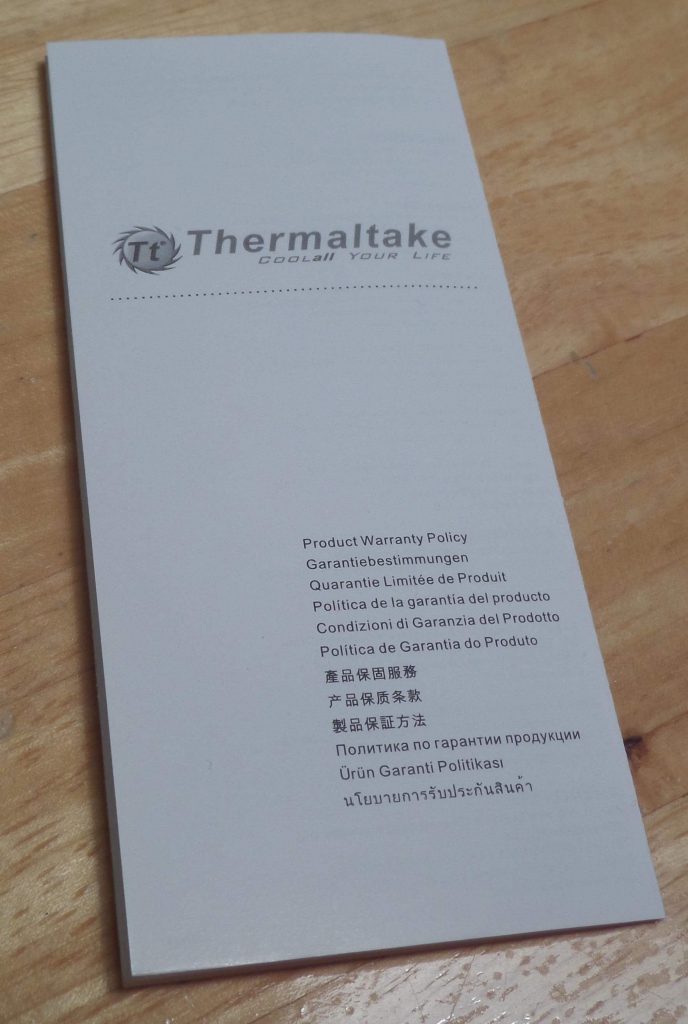 Tt® Thermaltake
COOLall YOUR LIFE
Product Warranty Policy
Garantiebestimmungen
Quarantie Limitée de Produit
Política de la garantía del producto
Condizioni di Garanzia del Prodotto
Política de Garantia do Produto
產品保固服務
产品保质条款
製品保証方法
Политика по гарантии продукции
Ürün Garanti Politikası
นโยบายการรับประกันสินค้า